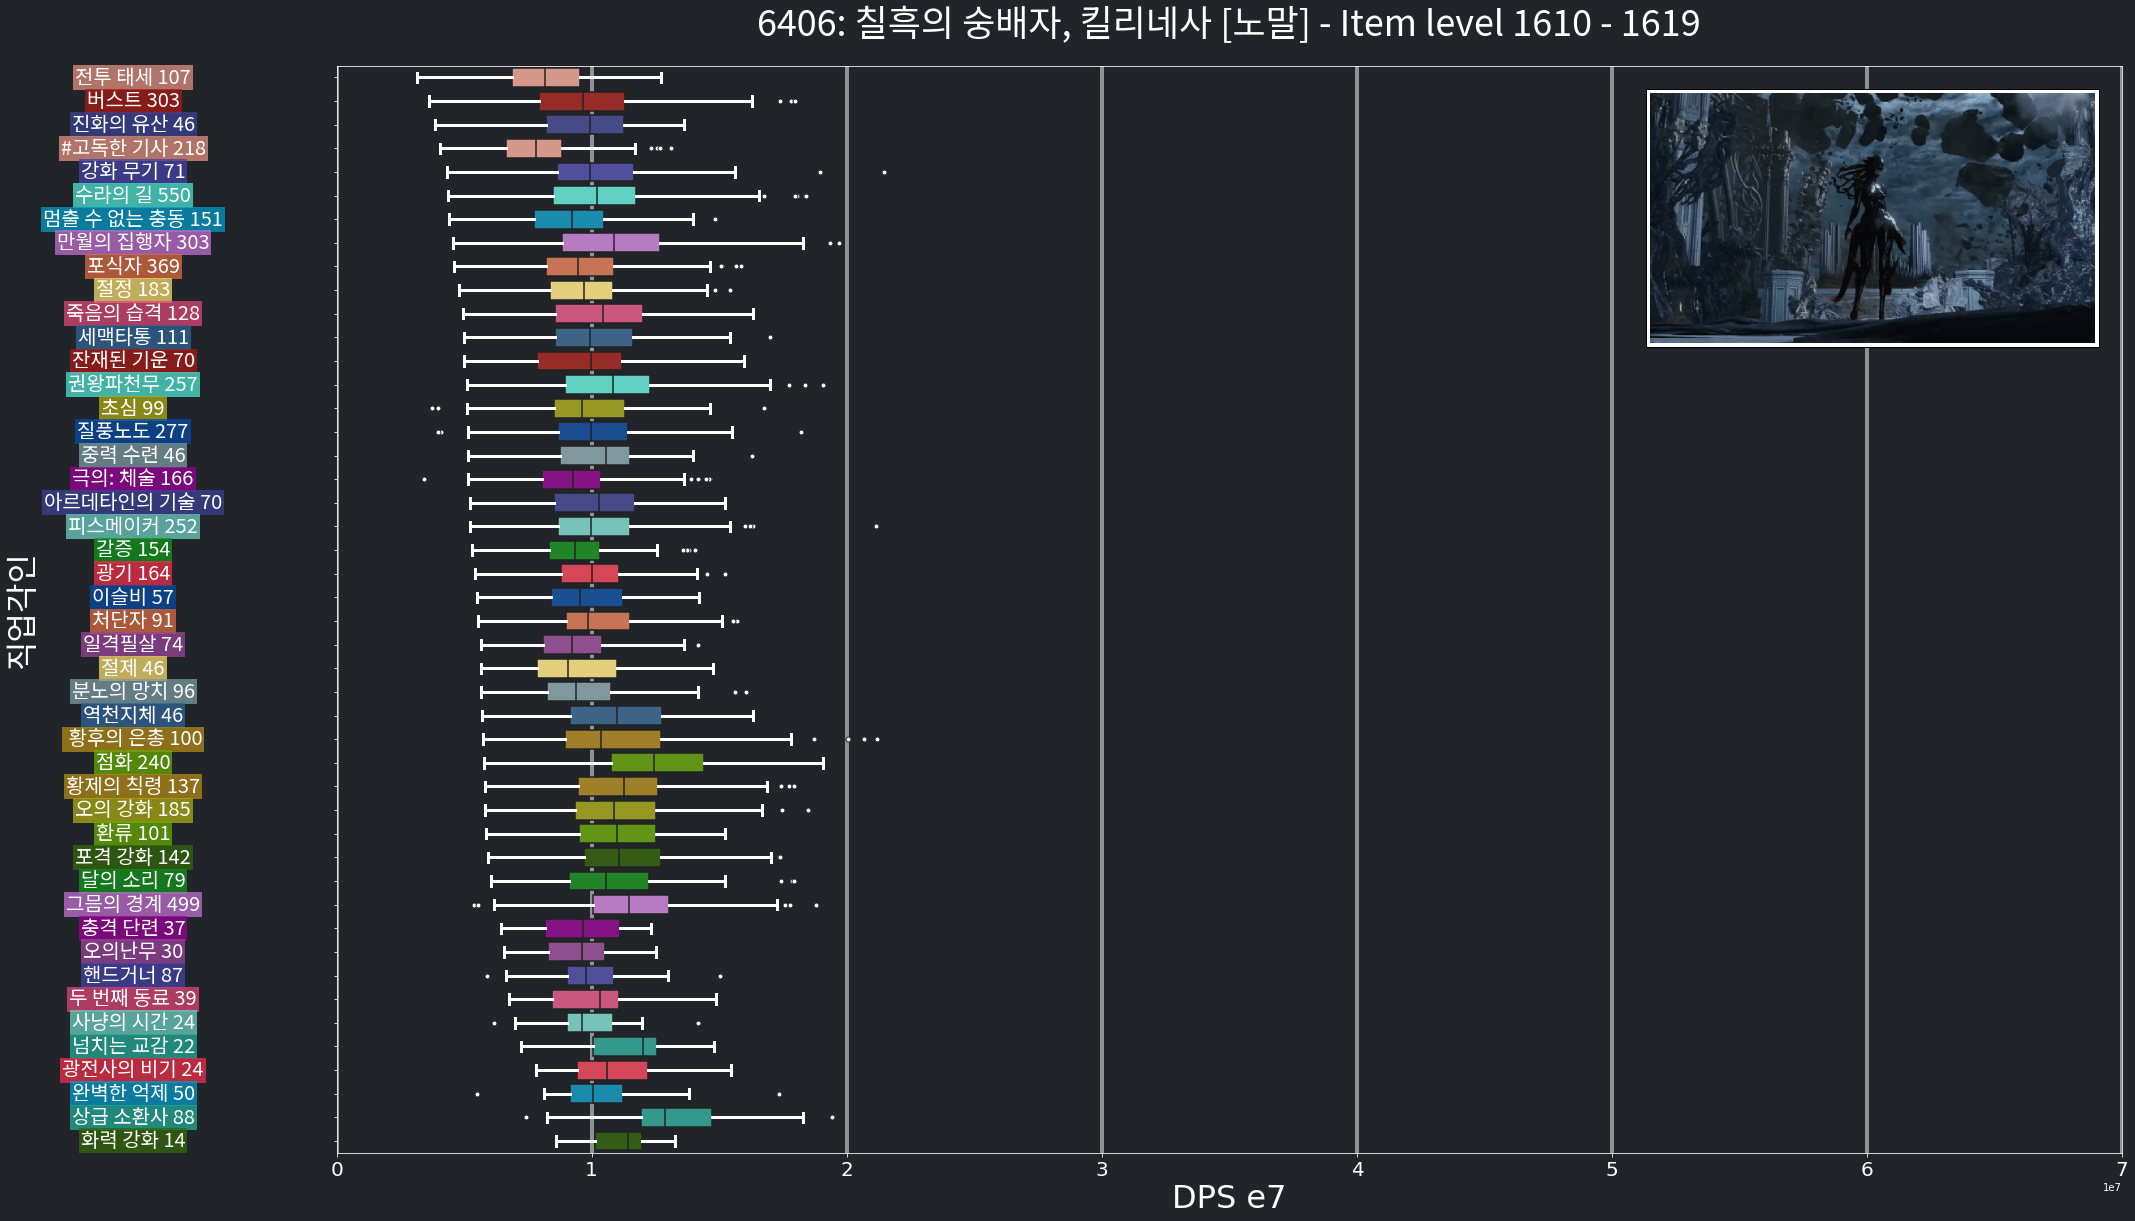 6406: 칠흑의 숭배자, 킬리네사 [노말] - Item level 1610 - 1619
전투 태세 107
버스트 303
진화의 유산 46
#고독한 기사 218
강화 무기 71
수라의 길 550
멈출 수 없는 충동 151
만월의 집행자 303
포식자 369
절정 183
죽음의 습격 128
세맥타통 111
잔재된 기운 70
권왕파천무 257
초심 99
질풍노도 277
중력 수련 46
극의: 체술 166
아르데타인의 기술 70
피스메이커 252
갈증 154
광기 164
이슬비 57
처단자 91
일격필살 74
절제 46
분노의 망치 96
역천지체 46
황후의 은총 100
점화 240
황제의 칙령 137
오의 강화 185
환류 101
포격 강화 142
달의 소리 79
그믐의 경계 499
충격 단련 37
오의난무 30
핸드거너 87
두 번째 동료 39
사냥의 시간 24
넘치는 교감 22
광전사의 비기 24
완벽한 억제 50
상급 소환사 88
화력 강화 14
직업각인
0 1 2 3 4 5 6 7
1e7
DPS e7